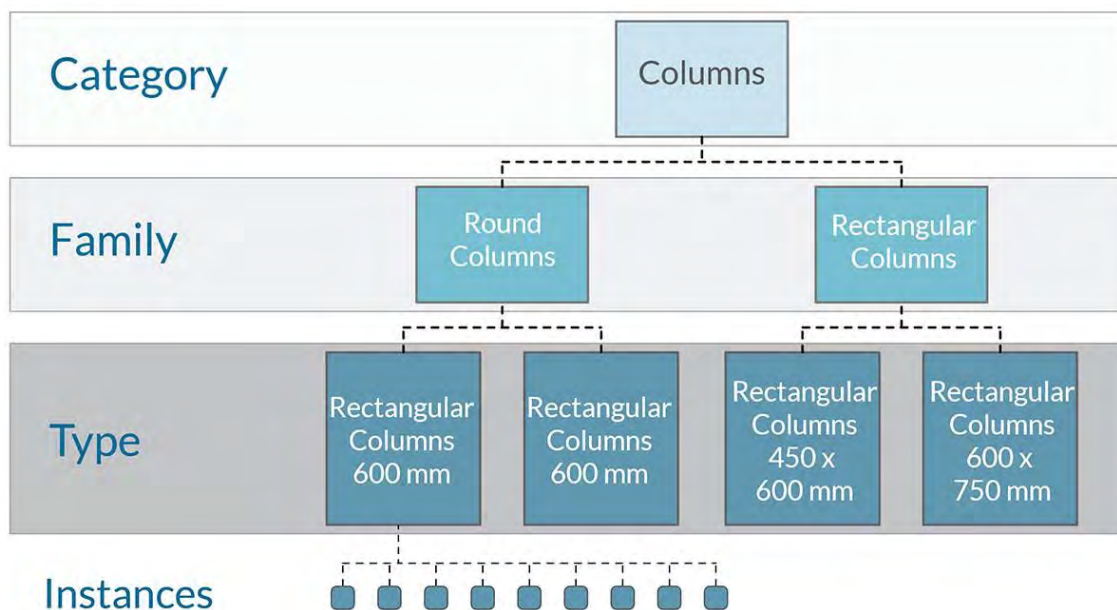 Category
Columns
Family
Round
Columns
Rectangular
Columns
Type
Rectangular
Columns
600 mm
Rectangular
Columns
600 mm
Rectangular
Columns
450 x
600 mm
Rectangular
Columns
600 x
750 mm
Instances